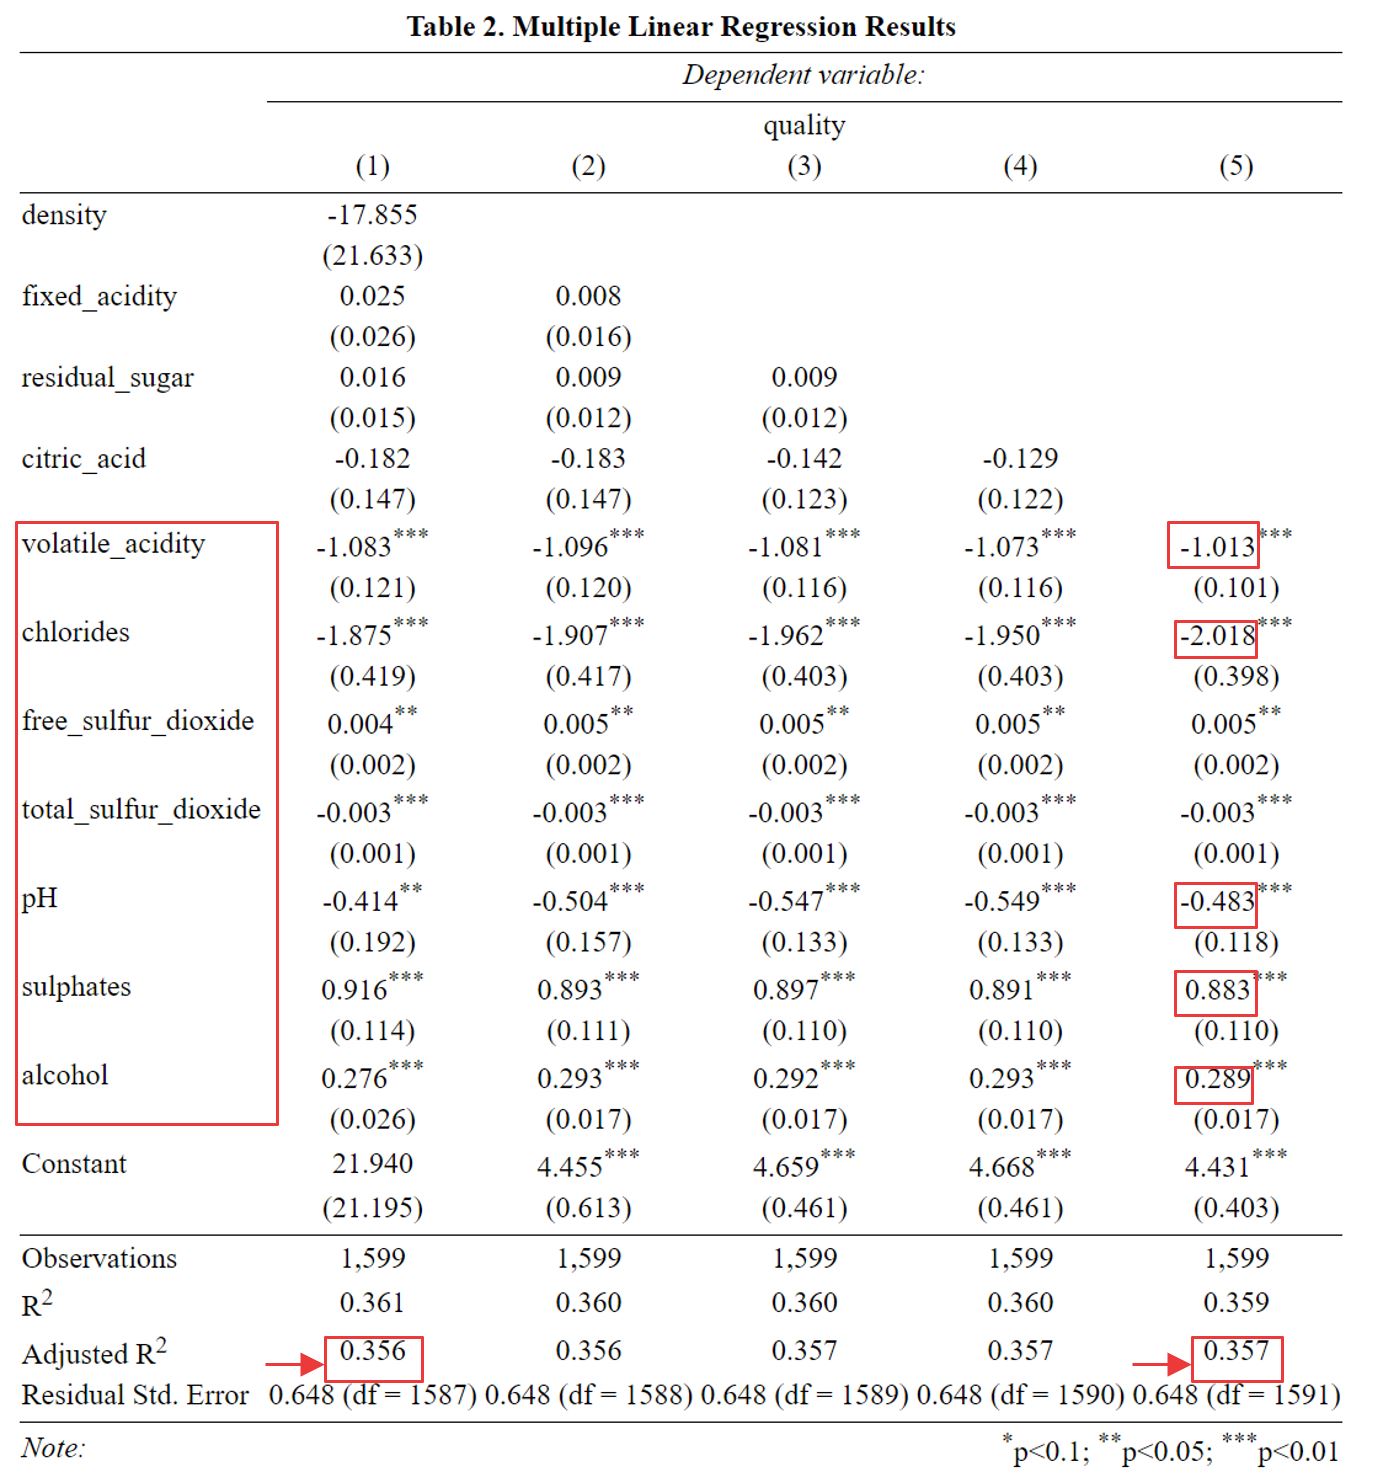 Table 2. Multiple Linear Regression Results
Dependent variable:
quality
(1) (2) (3) (4) (5)
density -17.855
(21.633)
fixed_acidity 0.025 0.008
(0.026) (0.016)
residual_sugar 0.016 0.009 0.009
(0.015) (0.012) (0.012)
citric_acid -0.182 -0.183 -0.142 -0.129
(0.147) (0.147) (0.123) (0.122)
volatile_acidity -1.083*** -1.096*** -1.081*** -1.073*** -1.013***
(0.121) (0.120) (0.116) (0.116) (0.101)
chlorides -1.875*** -1.907*** -1.962*** -1.950*** -2.018***
(0.419) (0.417) (0.403) (0.403) (0.398)
free_sulfur_dioxide 0.004** 0.005** 0.005** 0.005** 0.005**
(0.002) (0.002) (0.002) (0.002) (0.002)
total_sulfur_dioxide -0.003*** -0.003*** -0.003*** -0.003*** -0.003***
(0.001) (0.001) (0.001) (0.001) (0.001)
pH -0.414** -0.504*** -0.547*** -0.549*** -0.483***
(0.192) (0.157) (0.133) (0.133) (0.118)
sulphates 0.916*** 0.893*** 0.897*** 0.891*** 0.883***
(0.114) (0.111) (0.110) (0.110) (0.110)
alcohol 0.276*** 0.293*** 0.292*** 0.293*** 0.289***
(0.026) (0.017) (0.017) (0.017) (0.017)
Constant 21.940 4.455*** 4.659*** 4.668*** 4.431***
(21.195) (0.613) (0.461) (0.461) (0.403)
Observations 1,599 1,599 1,599 1,599 1,599
R2 0.361 0.360 0.360 0.360 0.359
Adjusted R2 0.356 0.356 0.357 0.357 0.357
Residual Std. Error 0.648 (df = 1587) 0.648 (df = 1588) 0.648 (df = 1589) 0.648 (df = 1590) 0.648 (df = 1591)
Note: *p<0.1; **p<0.05; ***p<0.01